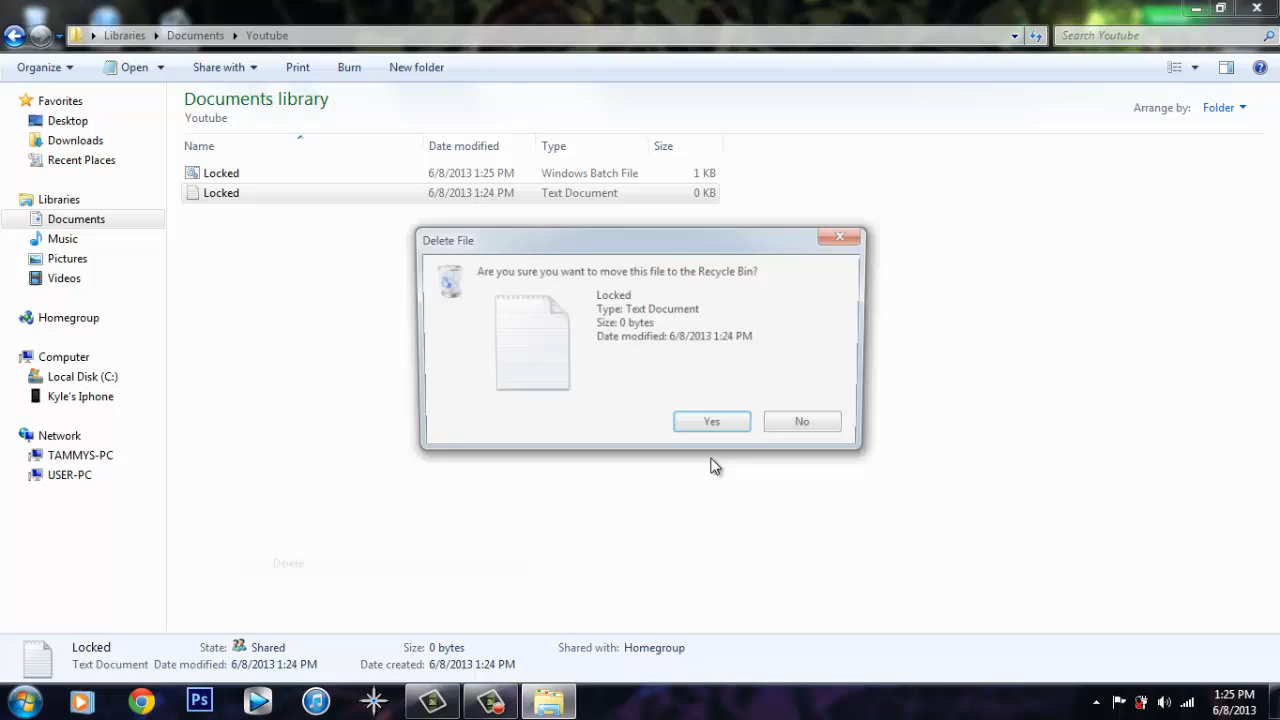 Libraries Documents Youtube Search Youtube
Organize Open Share with Print Burn New folder
Favorites
Desktop
Downloads
Recent Places
Libraries
Documents
Music
Pictures
Videos
Homegroup
Computer
Local Disk (C:)
Kyle's Iphone
Network
TAMMYS-PC
USER-PC
Documents library
Youtube
Arrange by: Folder
Name Date modified Type Size
Locked 6/8/2013 1:25 PM Windows Batch File 1 KB
Locked 6/8/2013 1:24 PM Text Document 0 KB
Delete File
Are you sure you want to move this file to the Recycle Bin?
Locked
Type: Text Document
Size: 0 bytes
Date modified: 6/8/2013 1:24 PM
Yes No
Delete
Locked State: Shared Size: 0 bytes Shared with: Homegroup
Text Document Date modified: 6/8/2013 1:24 PM Date created: 6/8/2013 1:24 PM
Ps
1:25 PM
6/8/2013